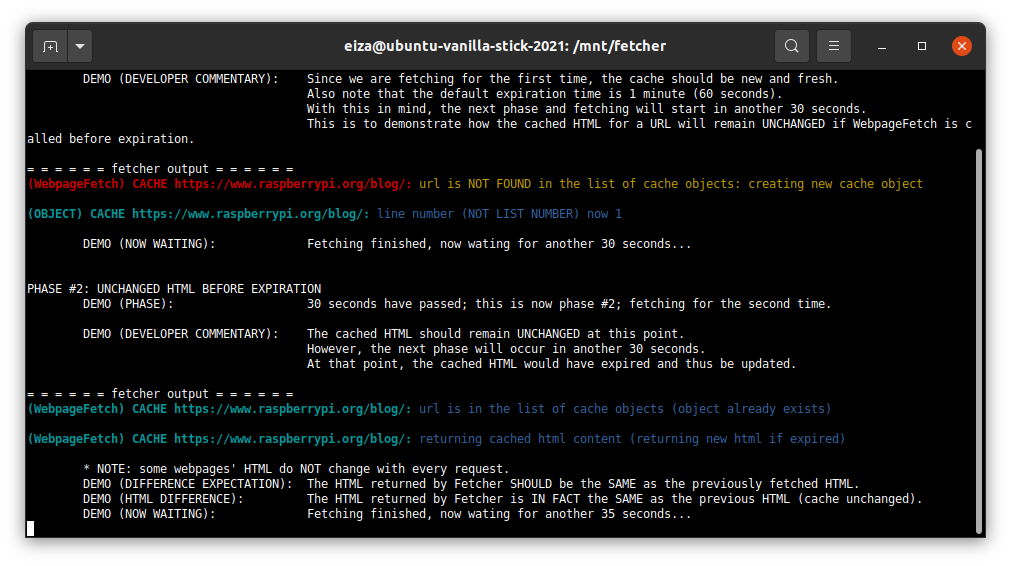 eiza@ubuntu-vanilla-stick-2021: /mnt/fetcher
DEMO (DEVELOPER COMMENTARY): Since we are fetching for the first time, the cache should be new and fresh.
Also note that the default expiration time is 1 minute (60 seconds).
With this in mind, the next phase and fetching will start in another 30 seconds.
This is to demonstrate how the cached HTML for a URL will remain UNCHANGED if WebpageFetch is c
alled before expiration.
= = = = = = fetcher output = = = = = =
(WebpageFetch) CACHE https://www.raspberrypi.org/blog/: url is NOT FOUND in the list of cache objects: creating new cache object
(OBJECT) CACHE https://www.raspberrypi.org/blog/: line number (NOT LIST NUMBER) now 1
DEMO (NOW WAITING): Fetching finished, now wating for another 30 seconds...
PHASE #2: UNCHANGED HTML BEFORE EXPIRATION
DEMO (PHASE): 30 seconds have passed; this is now phase #2; fetching for the second time.
DEMO (DEVELOPER COMMENTARY): The cached HTML should remain UNCHANGED at this point.
However, the next phase will occur in another 30 seconds.
At that point, the cached HTML would have expired and thus be updated.
= = = = = = fetcher output = = = = = =
(WebpageFetch) CACHE https://www.raspberrypi.org/blog/: url is in the list of cache objects (object already exists)
(WebpageFetch) CACHE https://www.raspberrypi.org/blog/: returning cached html content (returning new html if expired)
* NOTE: some webpages' HTML do NOT change with every request.
DEMO (DIFFERENCE EXPECTATION): The HTML returned by Fetcher SHOULD be the SAME as the previously fetched HTML.
DEMO (HTML DIFFERENCE): The HTML returned by Fetcher is IN FACT the SAME as the previous HTML (cache unchanged).
DEMO (NOW WAITING): Fetching finished, now wating for another 35 seconds...